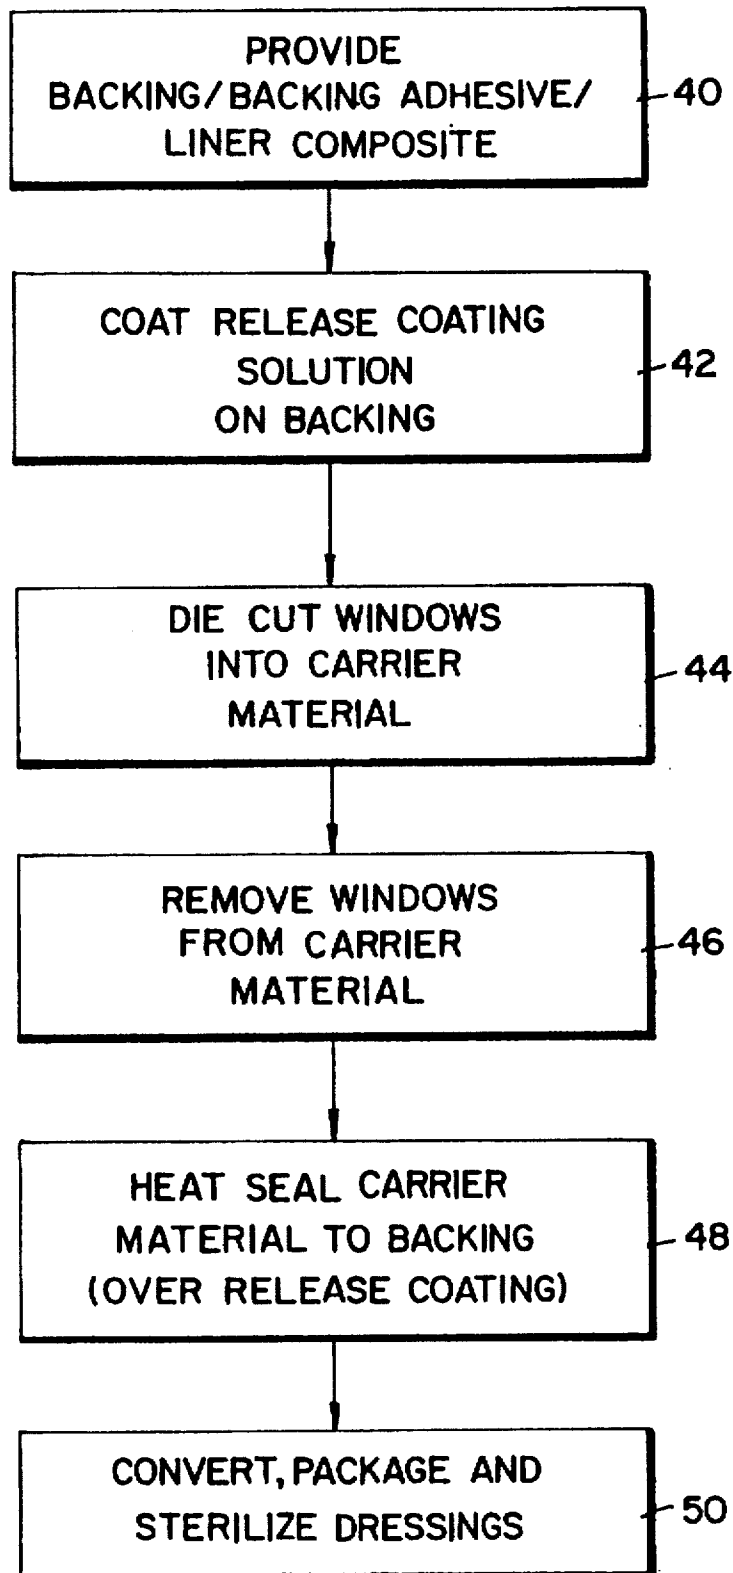 PROVIDE
BACKING/BACKING ADHESIVE/
LINER COMPOSITE
40
COAT RELEASE COATING
SOLUTION
ON BACKING
42
DIE CUT WINDOWS
INTO CARRIER
MATERIAL
44
REMOVE WINDOWS
FROM CARRIER
MATERIAL
46
HEAT SEAL CARRIER
MATERIAL TO BACKING
(OVER RELEASE COATING)
48
CONVERT, PACKAGE AND
STERILIZE DRESSINGS
50